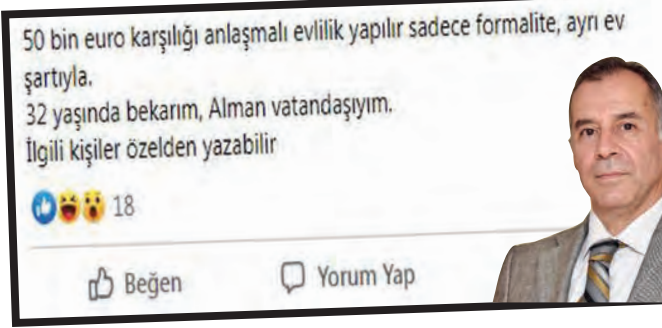 50 bin euro karşılığı anlaşmalı evlilik yapılır sadece formalite, ayrı ev
şartıyla.
32 yaşında bekarım, Alman vatandaşıyım.
İlgili kişiler özelden yazabilir
18
Beğen Yorum Yap